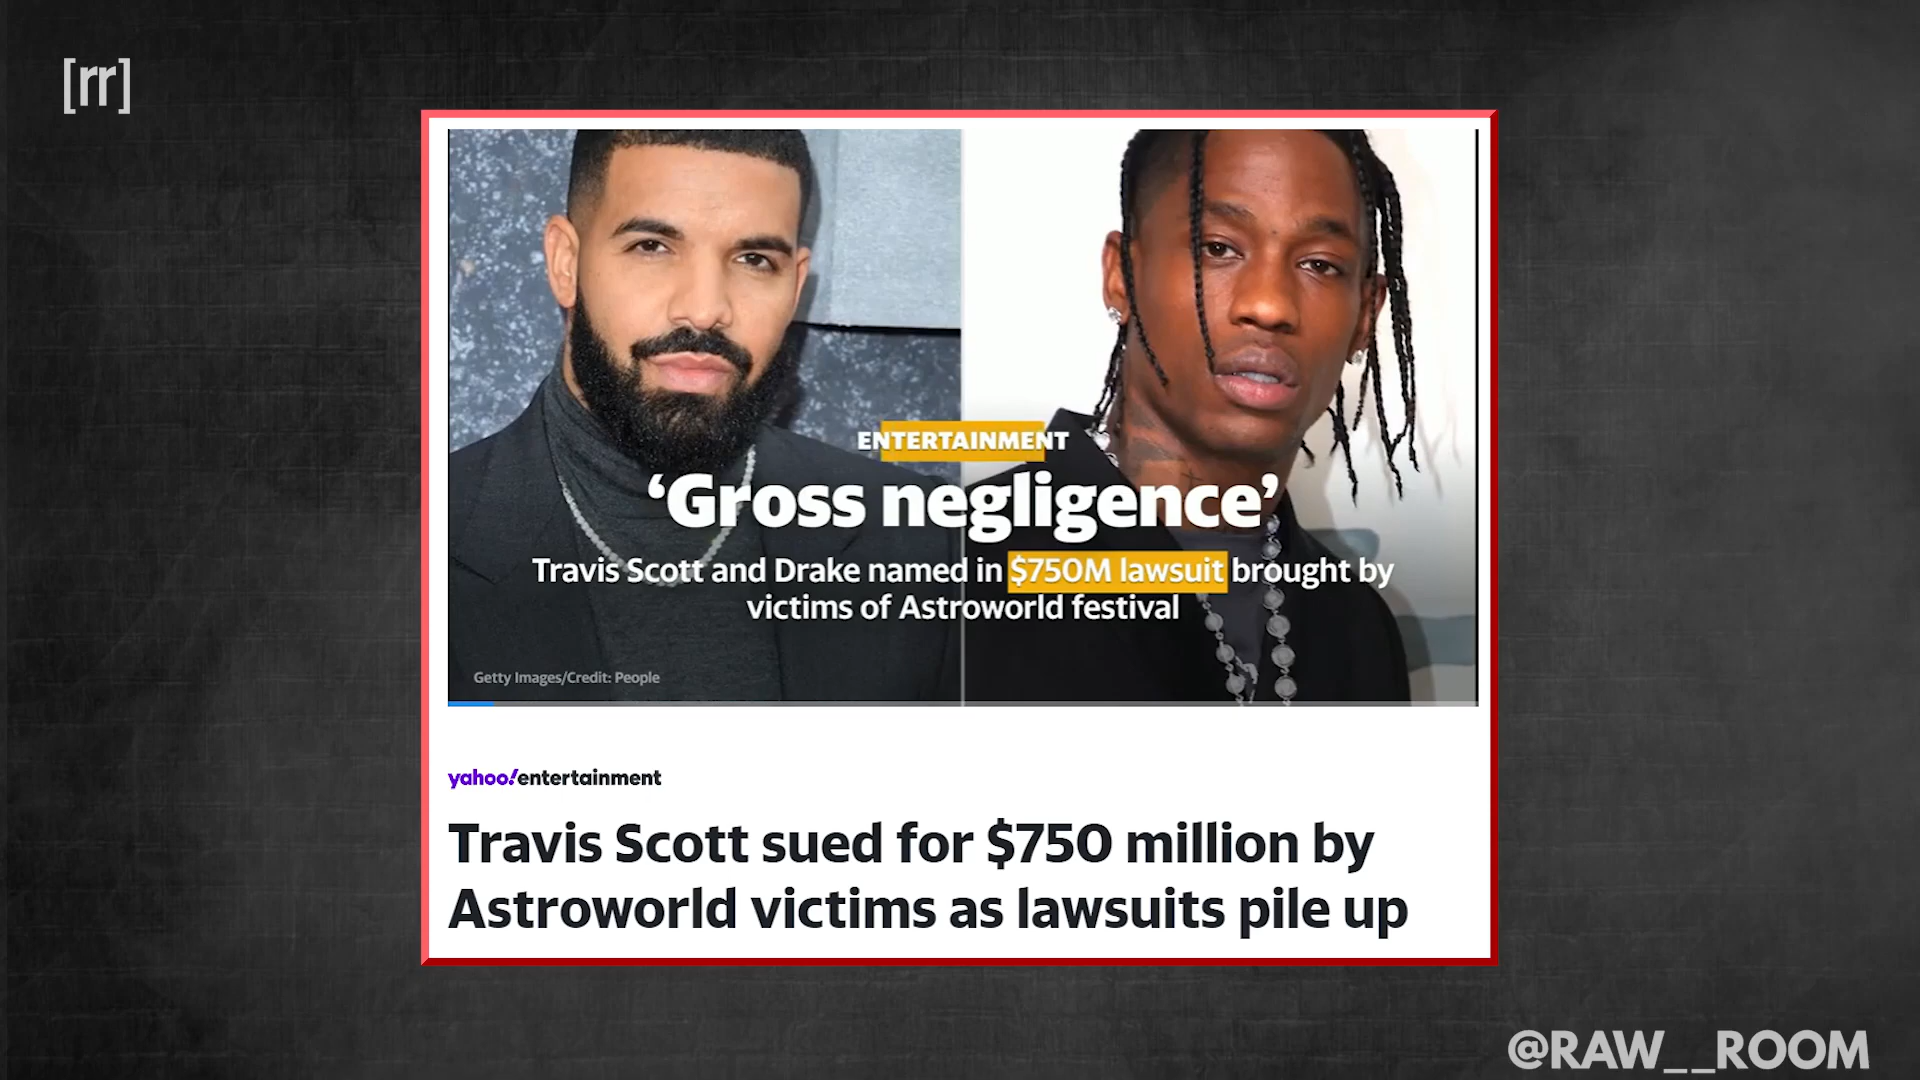 [rr]
ENTERTAINMENT
‘Gross negligence’
Travis Scott and Drake named in $750M lawsuit brought by
victims of Astroworld festival
Getty Images/Credit: People
yahoo!entertainment
Travis Scott sued for $750 million by
Astroworld victims as lawsuits pile up
@RAW__ROOM